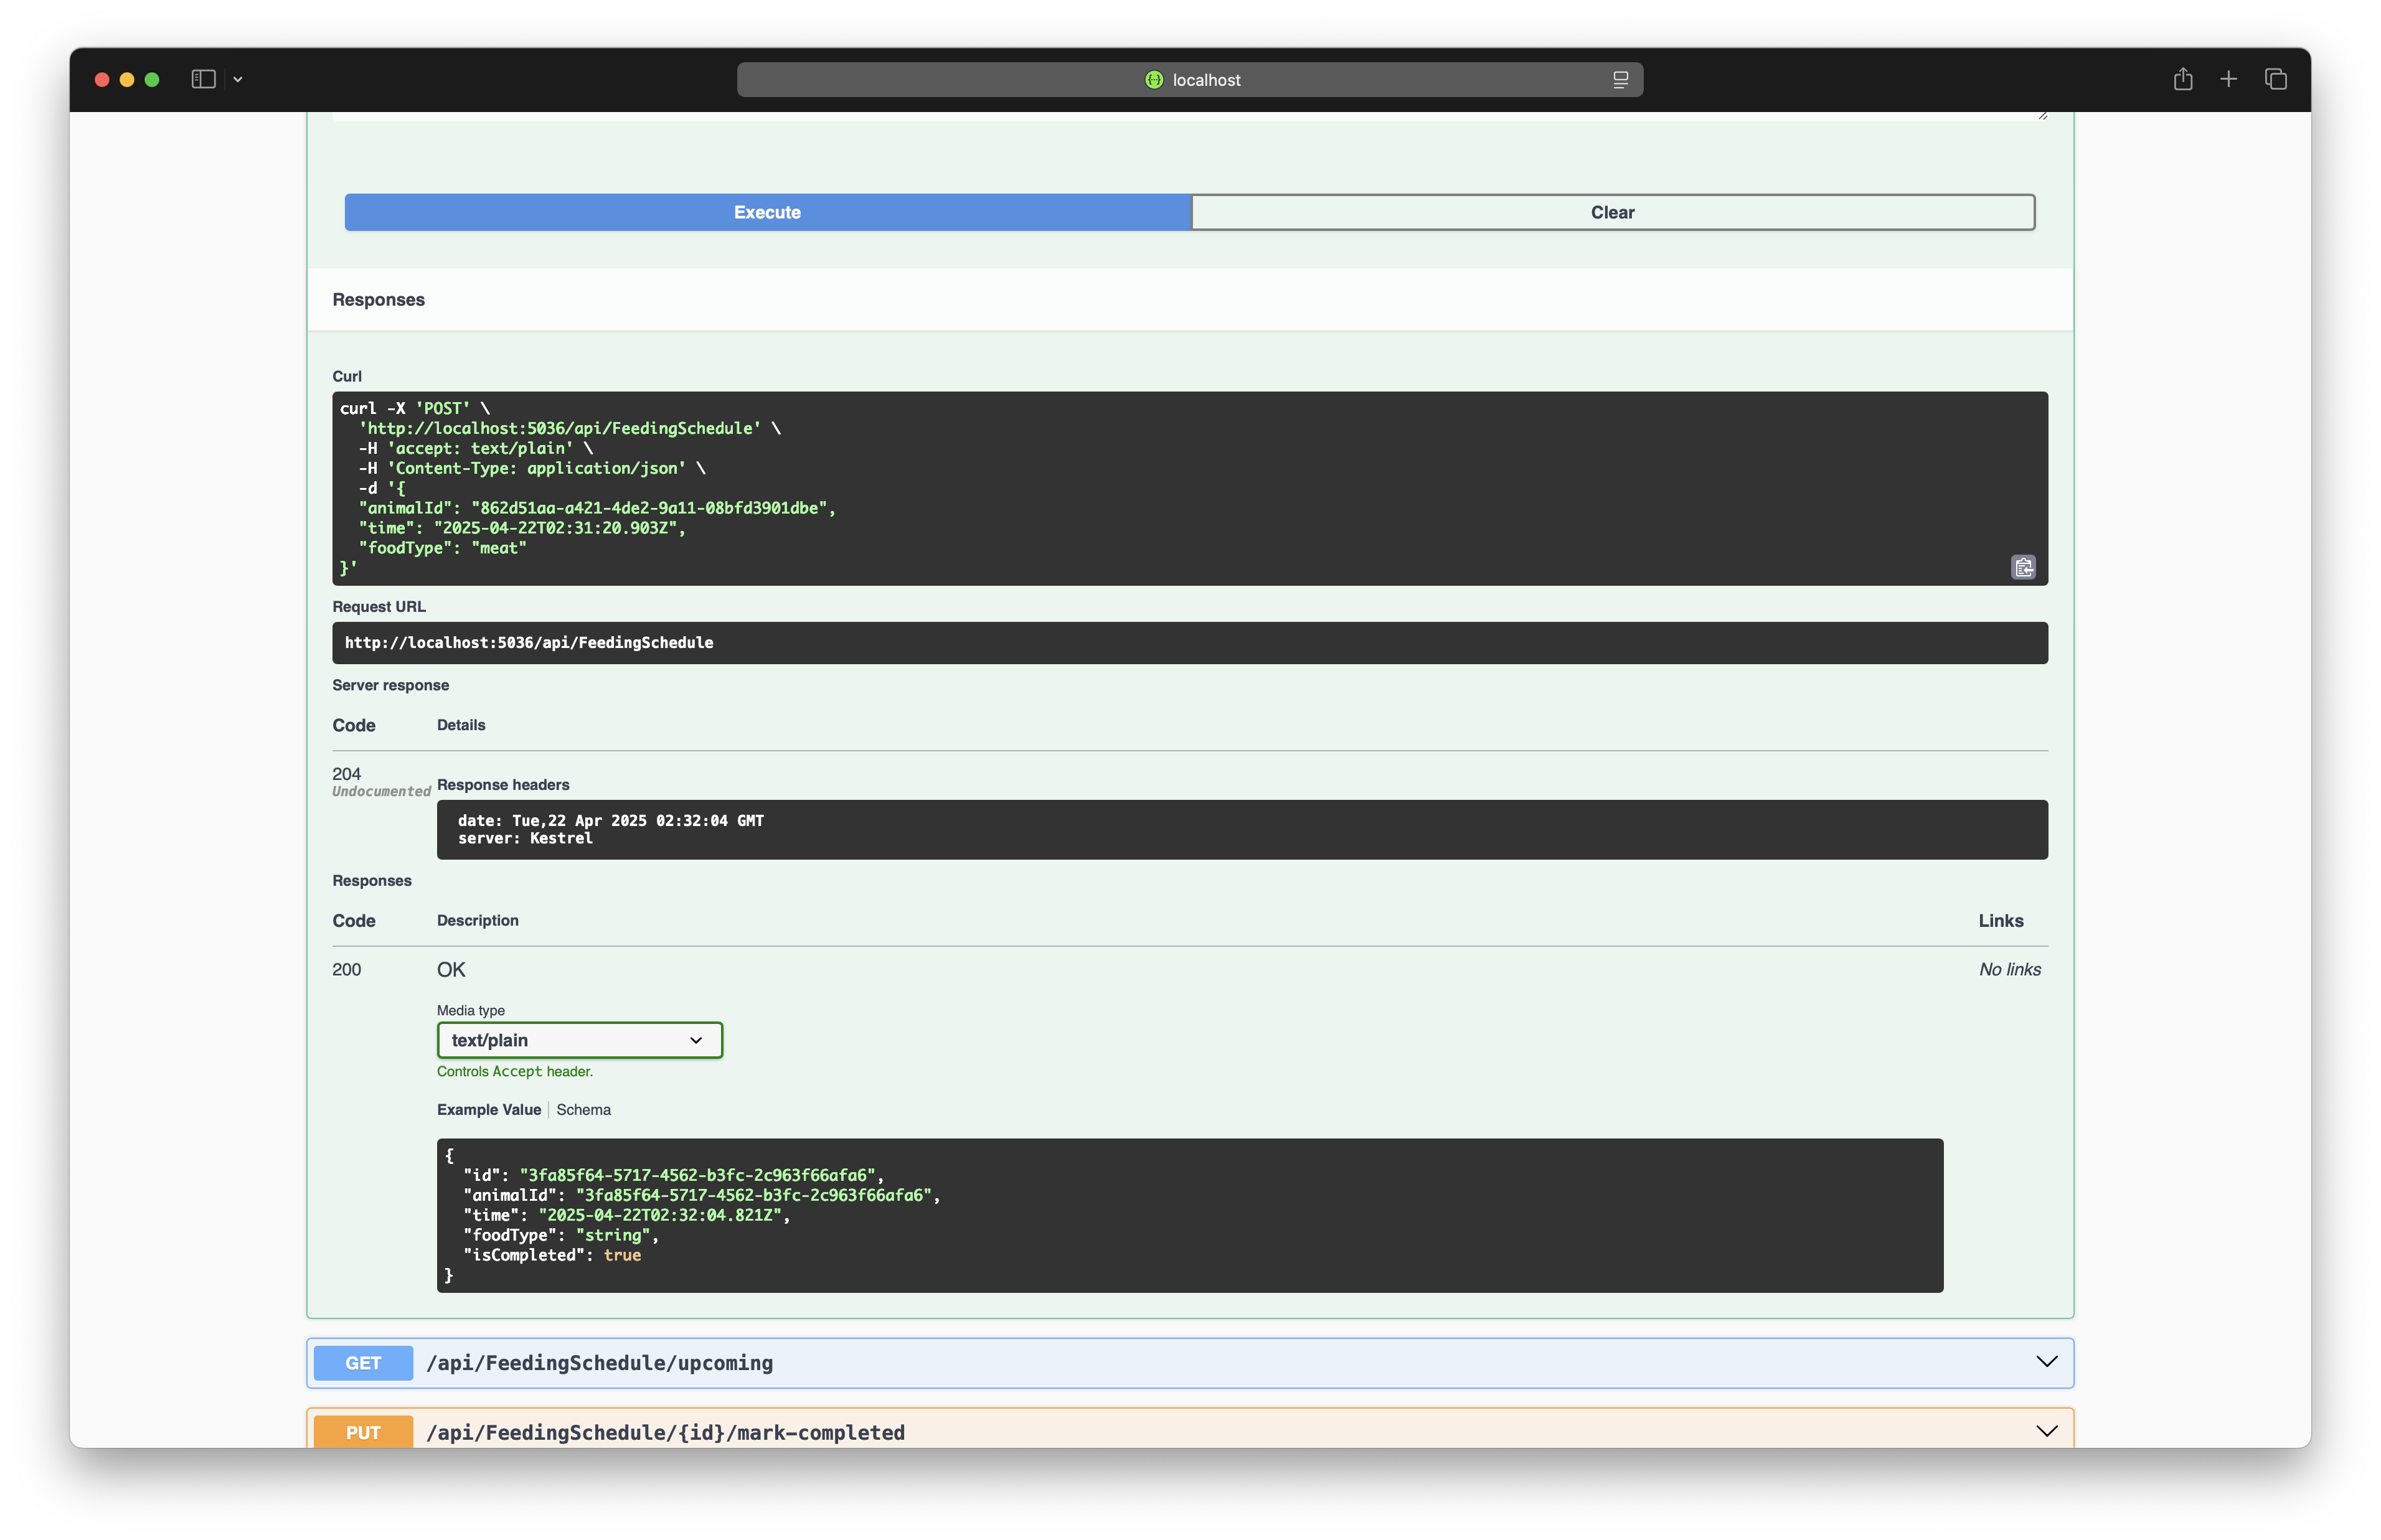 localhost
Execute
Clear
Responses
Curl
curl -X 'POST' \
'http://localhost:5036/api/FeedingSchedule' \
-H 'accept: text/plain' \
-H 'Content-Type: application/json' \
-d '{
"animalId": "862d51aa-a421-4de2-9a11-08bfd3901dbe",
"time": "2025-04-22T02:31:20.903Z",
"foodType": "meat"
}'
Request URL
http://localhost:5036/api/FeedingSchedule
Server response
Code Details
204
Undocumented
Response headers
date: Tue,22 Apr 2025 02:32:04 GMT
server: Kestrel
Responses
Code Description Links
200 OK No links
Media type
text/plain
Controls Accept header.
Example Value Schema
{
"id": "3fa85f64-5717-4562-b3fc-2c963f66afa6",
"animalId": "3fa85f64-5717-4562-b3fc-2c963f66afa6",
"time": "2025-04-22T02:32:04.821Z",
"foodType": "string",
"isCompleted": true
}
GET /api/FeedingSchedule/upcoming
PUT /api/FeedingSchedule/{id}/mark-completed